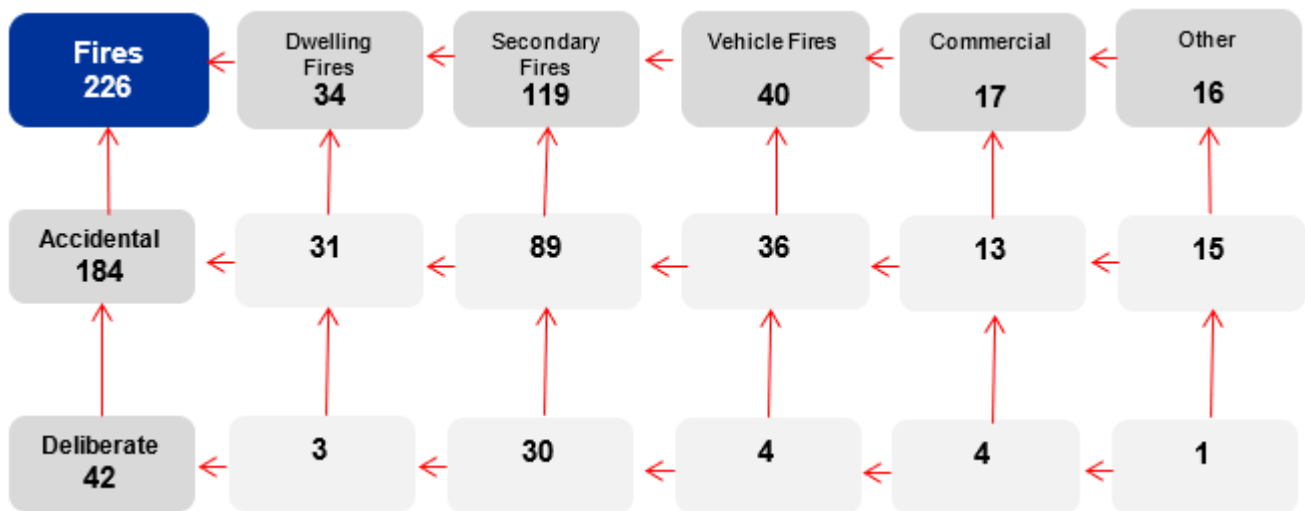 Fires
226
Dwelling
Fires
34
Secondary
Fires
119
Vehicle Fires
40
Commercial
17
Other
16
Accidental
184
31
89
36
13
15
Deliberate
42
3
30
4
4
1